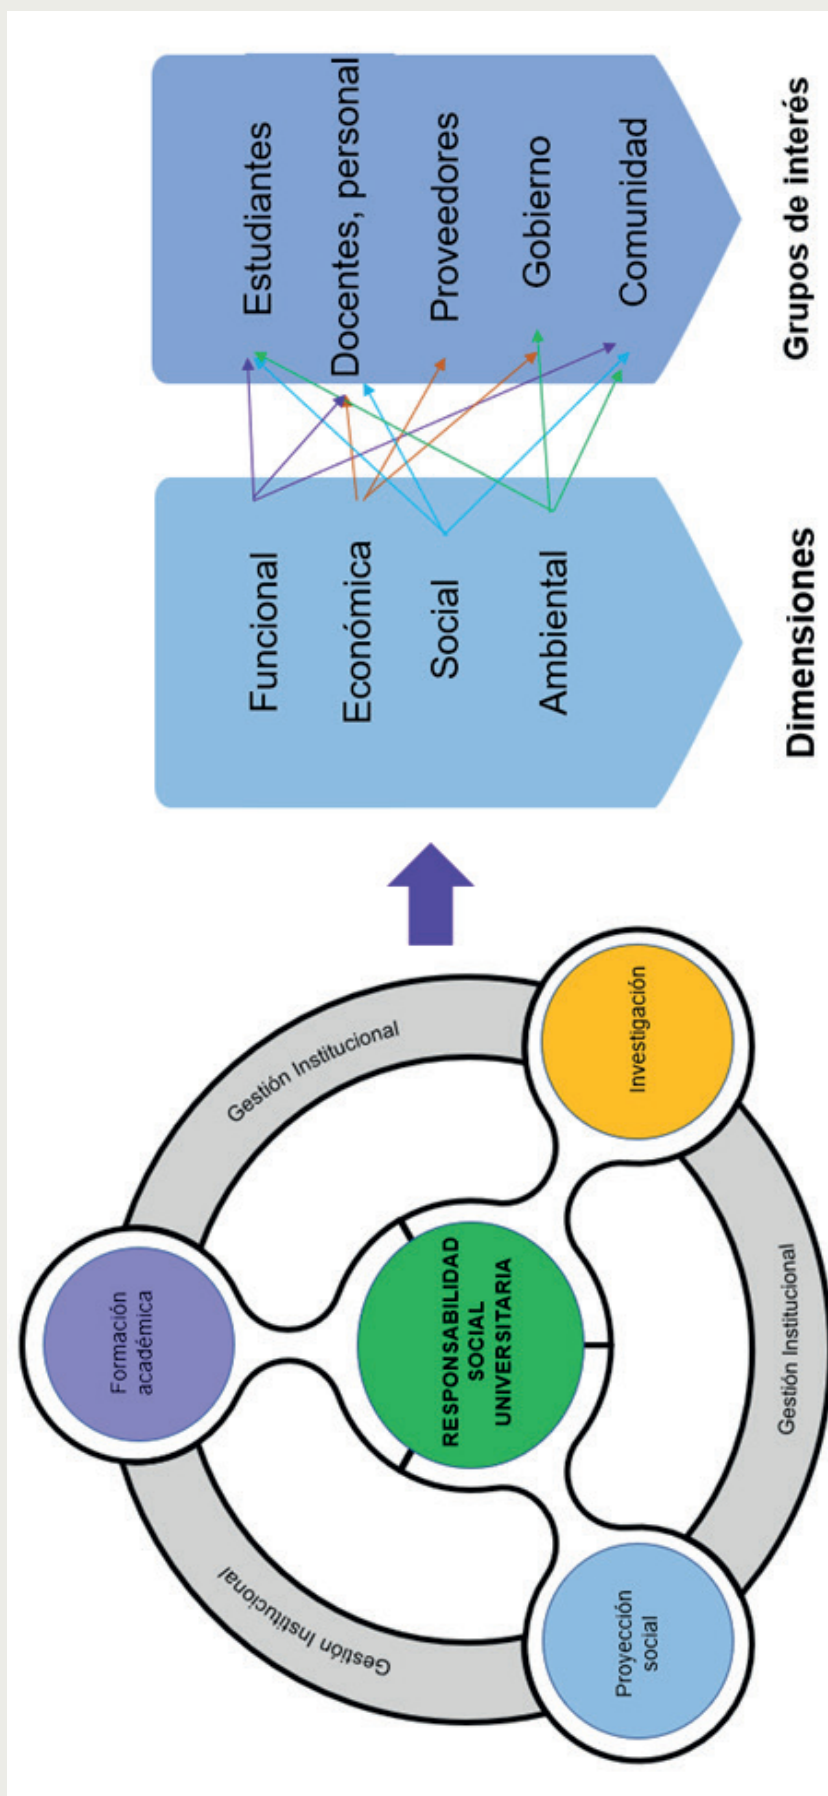 Formación
académica
Gestión Institucional
Gestión Institucional
RESPONSABILIDAD
SOCIAL
UNIVERSITARIA
Proyección
social
Investigación
Gestión Institucional
Funcional
Económica
Social
Ambiental
Dimensiones
Estudiantes
Docentes, personal
Proveedores
Gobierno
Comunidad
Grupos de interés